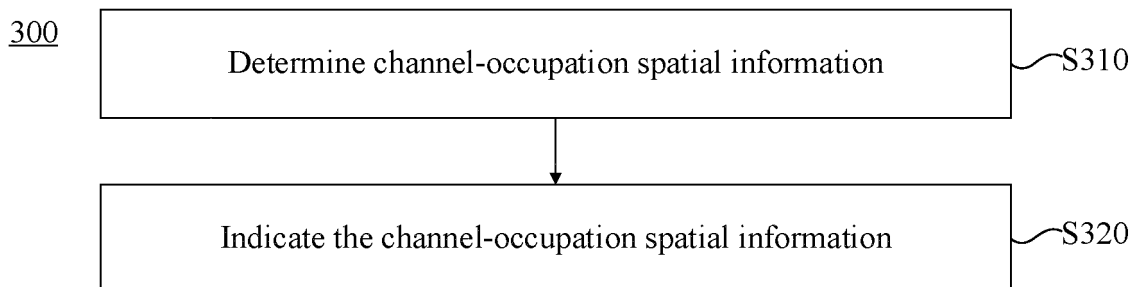 300
Determine channel-occupation spatial information
S310
Indicate the channel-occupation spatial information
S320